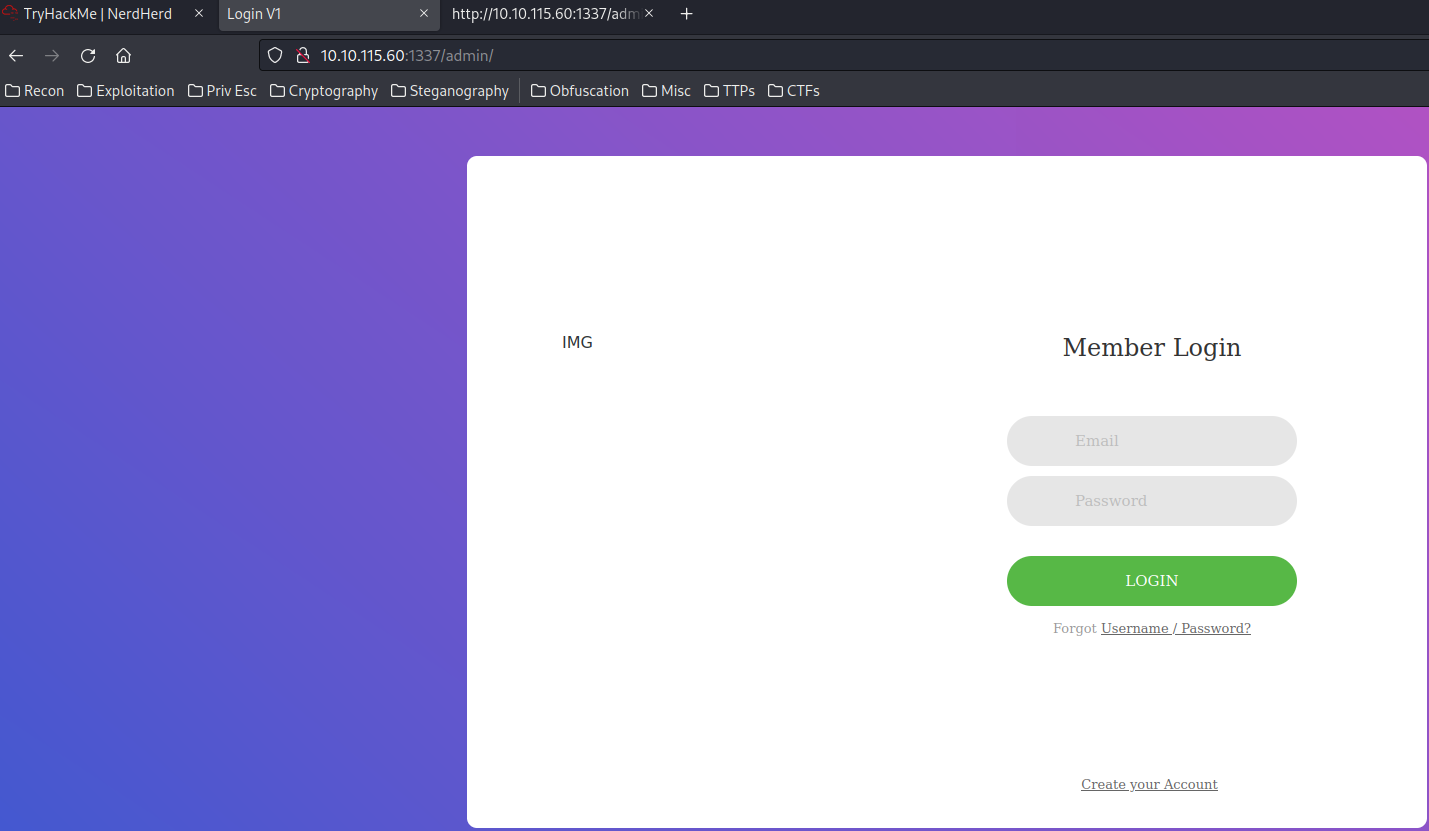 TryHackMe | NerdHerd
Login V1
http://10.10.115.60:1337/admi
10.10.115.60:1337/admin/
Recon Exploitation Priv Esc Cryptography Steganography Obfuscation Misc TTPs CTFs
IMG
Member Login
Email
Password
LOGIN
Forgot Username / Password?
Create your Account